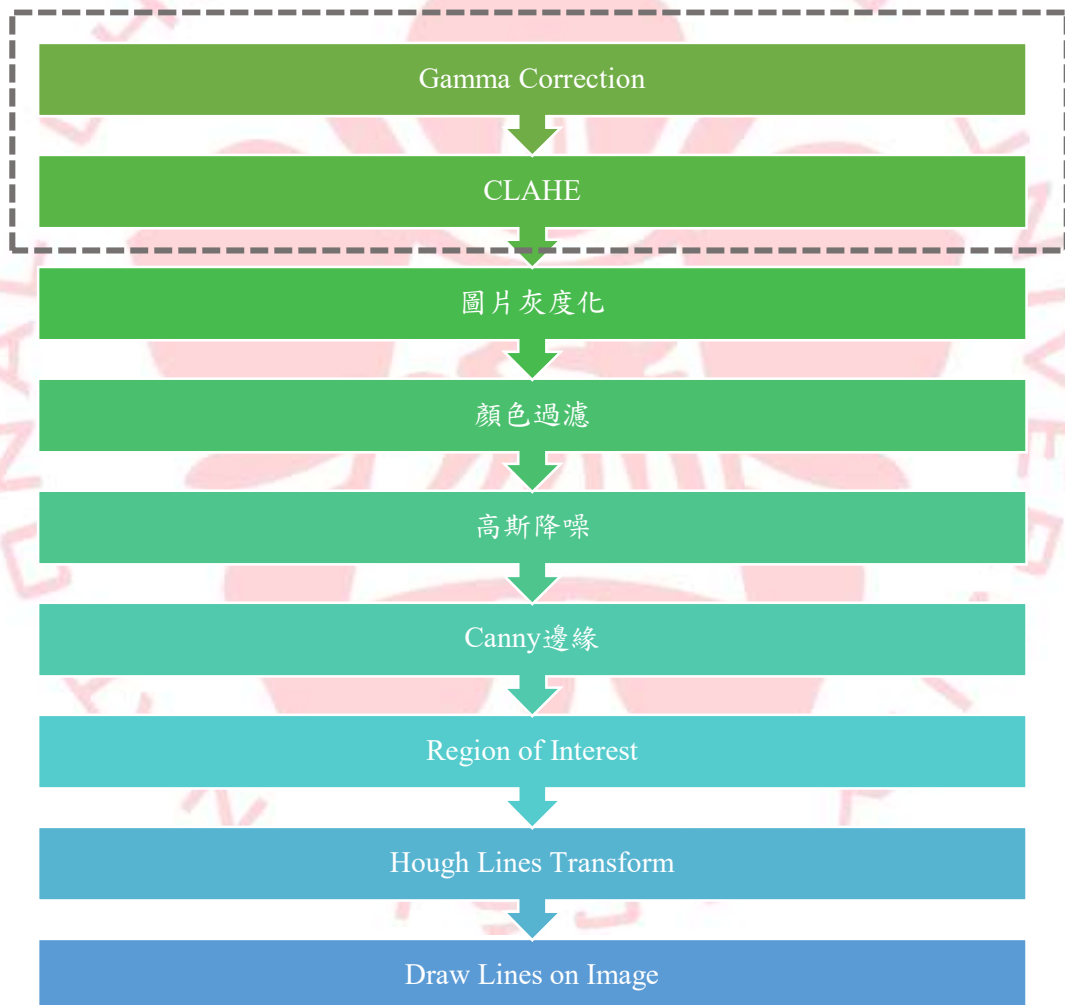 Gamma Correction
CLAHE
圖片灰度化
顏色過濾
高斯降噪
Canny邊緣
Region of Interest
Hough Lines Transform
Draw Lines on Image